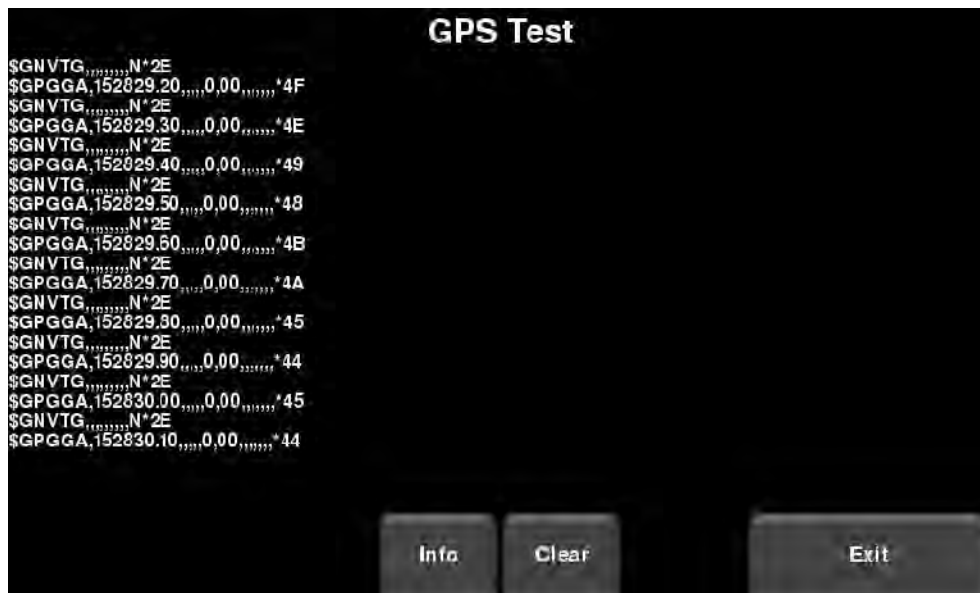 GPS Test
$GNVTG,,,,,,,,,N*2E
$GPGGA,152829.20,,,,,0,00,,,,,,,*4F
$GNVTG,,,,,,,,,N*2E
$GPGGA,152829.30,,,,,0,00,,,,,,,*4E
$GNVTG,,,,,,,,,N*2E
$GPGGA,152829.40,,,,,0,00,,,,,,,*49
$GNVTG,,,,,,,,,N*2E
$GPGGA,152829.50,,,,,0,00,,,,,,,*48
$GNVTG,,,,,,,,,N*2E
$GPGGA,152829.60,,,,,0,00,,,,,,,*4B
$GNVTG,,,,,,,,,N*2E
$GPGGA,152829.70,,,,,0,00,,,,,,,*4A
$GNVTG,,,,,,,,,N*2E
$GPGGA,152829.80,,,,,0,00,,,,,,,*45
$GNVTG,,,,,,,,,N*2E
$GPGGA,152829.90,,,,,0,00,,,,,,,*44
$GNVTG,,,,,,,,,N*2E
$GPGGA,152830.00,,,,,0,00,,,,,,,*45
$GNVTG,,,,,,,,,N*2E
$GPGGA,152830.10,,,,,0,00,,,,,,,*44
Info
Clear
Exit